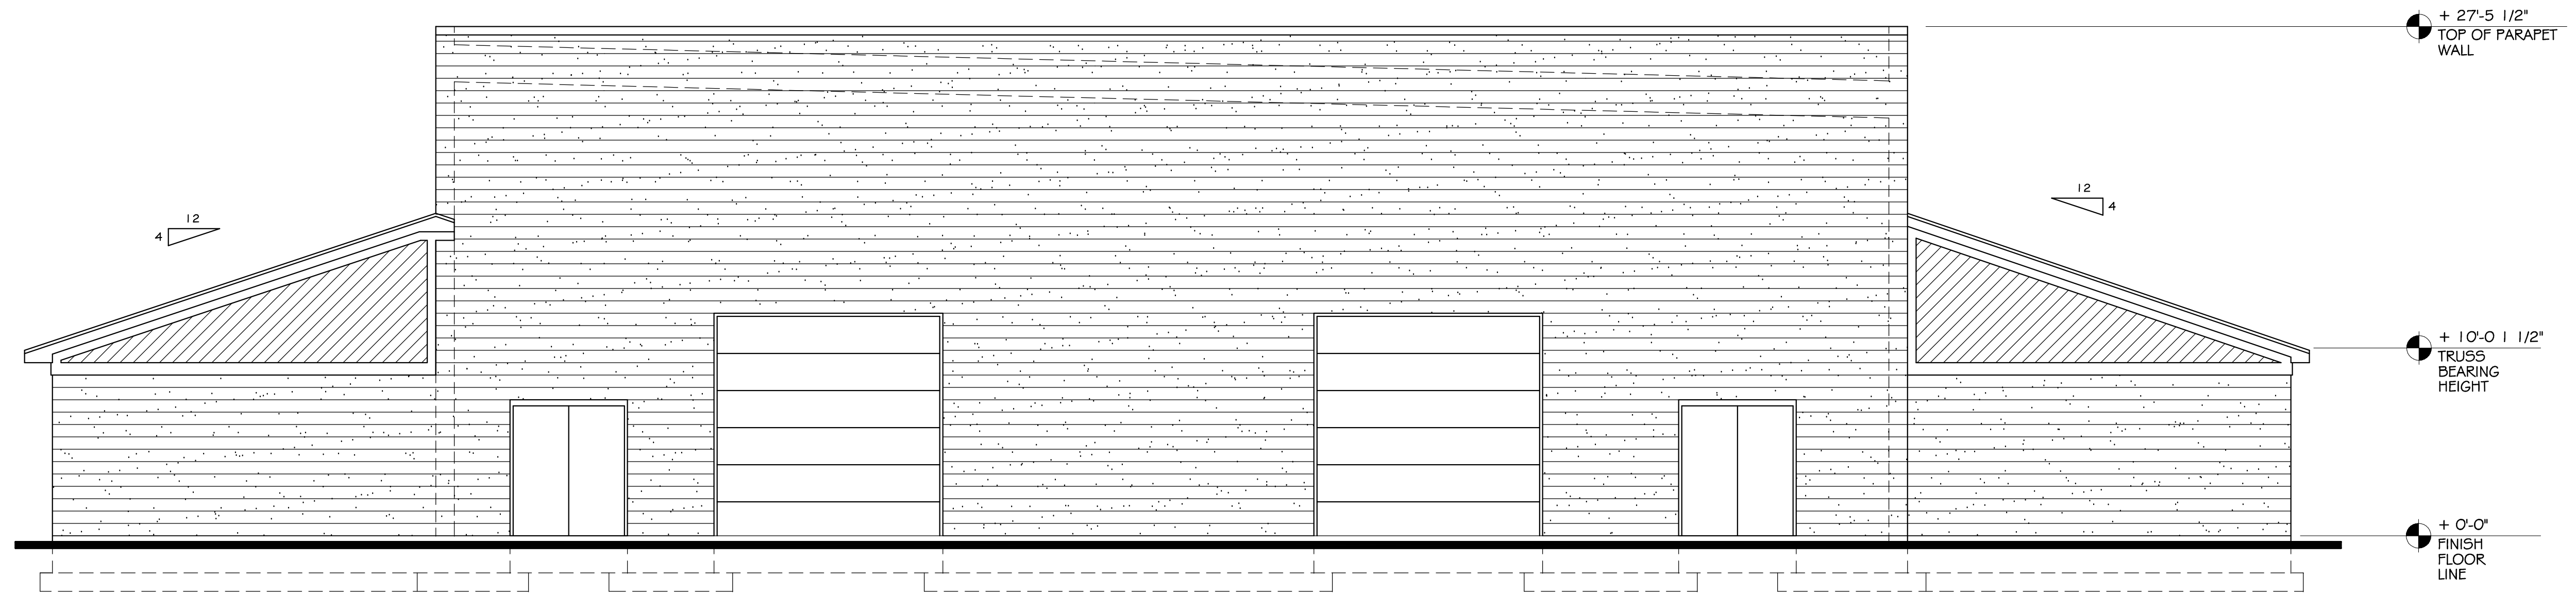 + 27'-5 1/2"
TOP OF PARAPET
WALL
12
4
12
4
+ 10'-0 1 1/2"
TRUSS
BEARING
HEIGHT
+ 0'-0"
FINISH
FLOOR
LINE